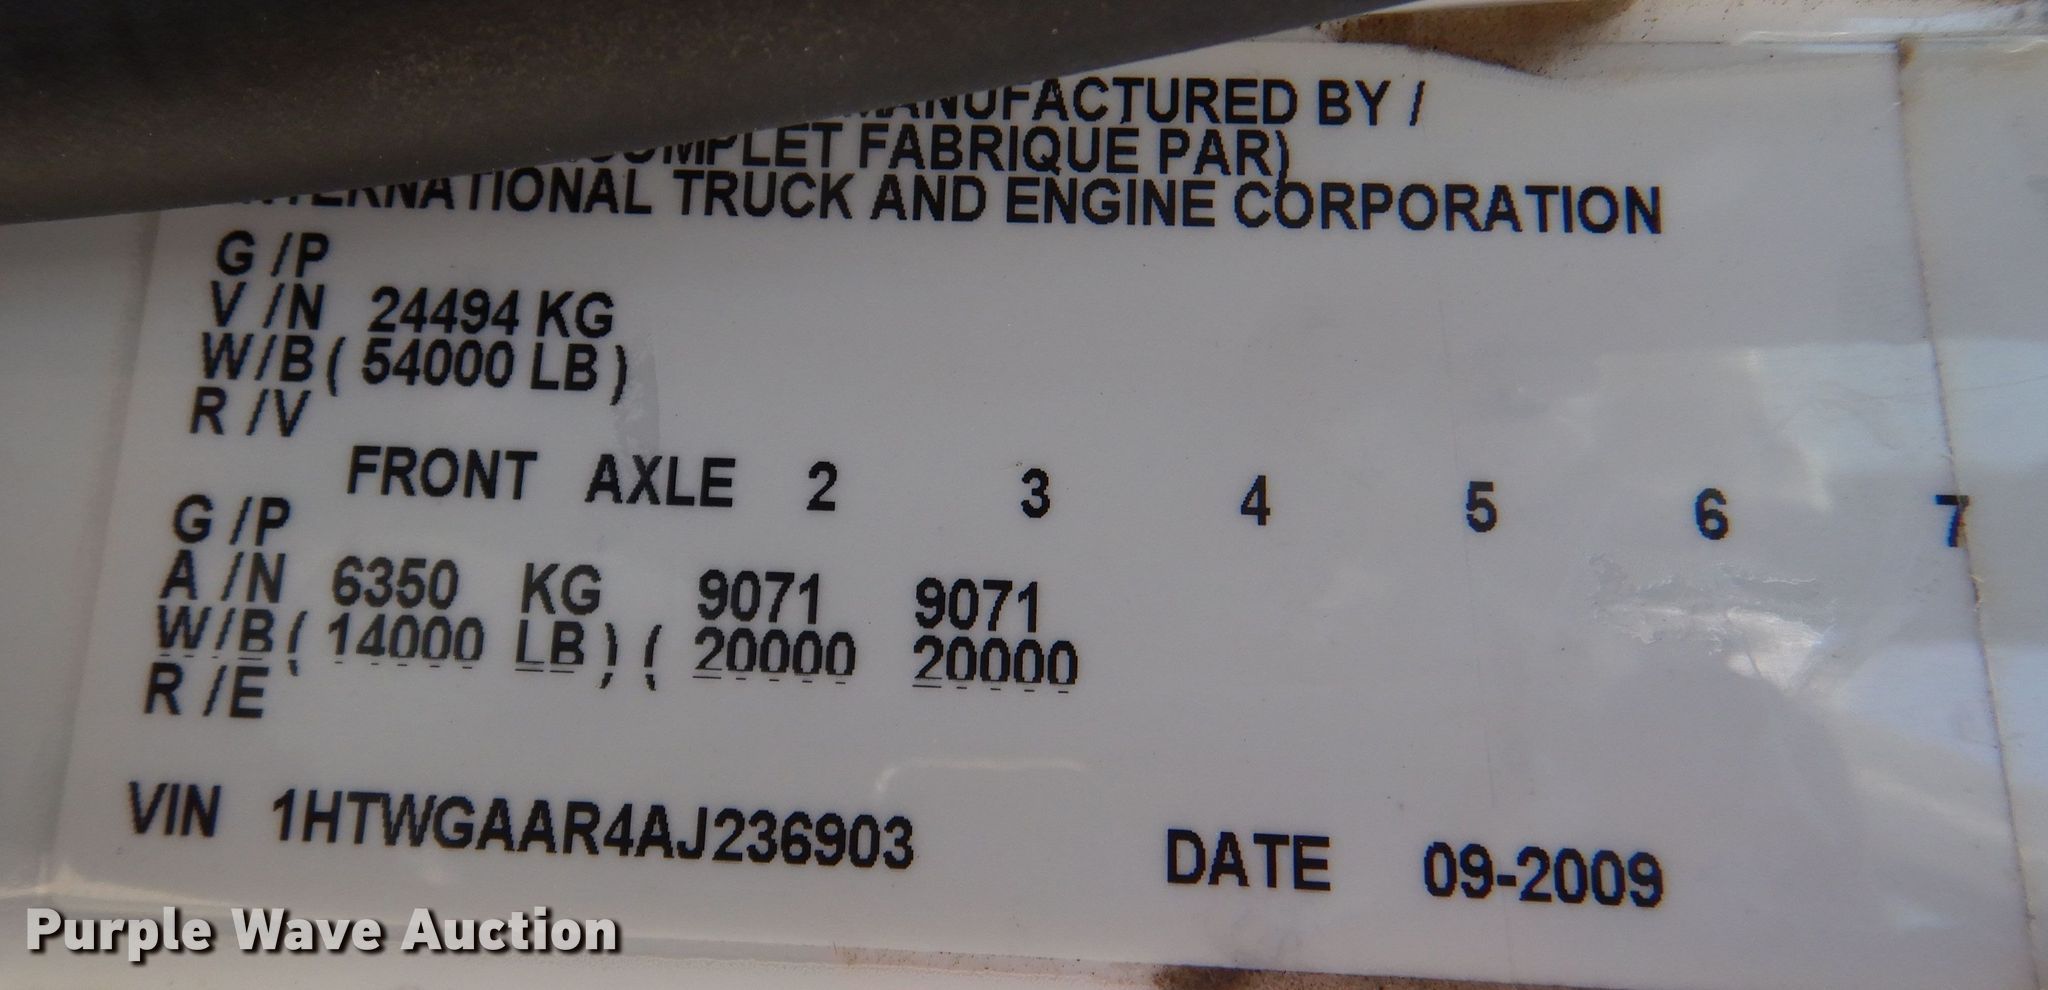 MANUFACTURED BY /
COMPLET FABRIQUE PAR)
INTERNATIONAL TRUCK AND ENGINE CORPORATION
G /P
V /N 24494 KG
W/B ( 54000 LB )
R /V
FRONT AXLE 2 3 4 5 6 7
G /P
A /N 6350 KG 9071 9071
W/B ( 14000 LB ) ( 20000 20000
R /E
VIN 1HTWGAAR4AJ236903 DATE 09-2009
Purple Wave Auction